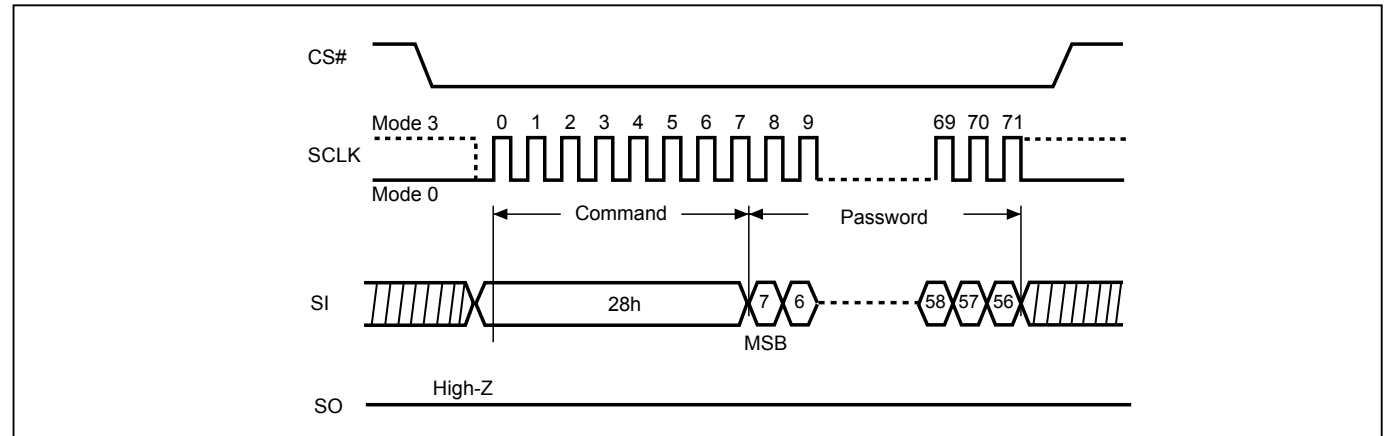 CS#
Mode 3 0 1 2 3 4 5 6 7 8 9 69 70 71
SCLK
Mode 0
Command Password
SI 28h 7 6 58 57 56
MSB
High-Z
SO